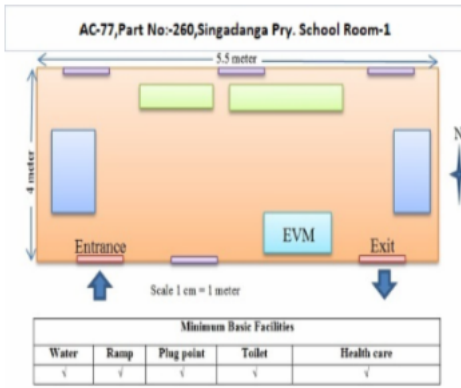 AC-77,Part No:-260,Singadanga Pry. School Room-1
5.5 meter
4 meter
N
EVM
Entrance
Exit
Scale 1 cm = 1 meter
Minimum Basic Facilities
Water Ramp Plug point Toilet Health care
√ √ √ √ √